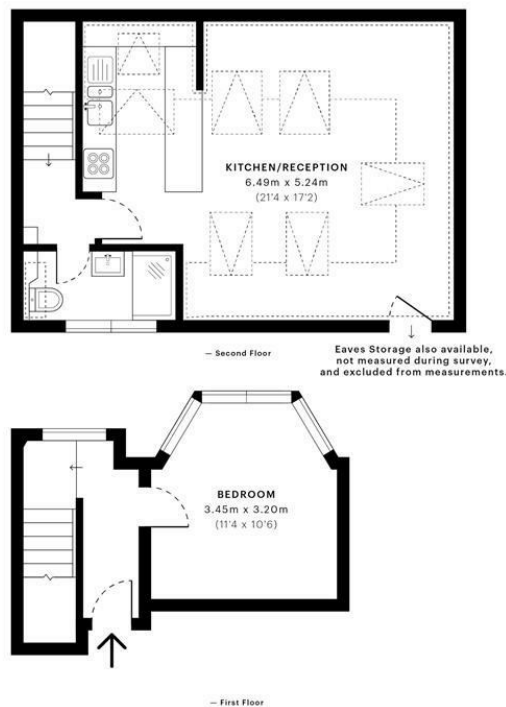 KITCHEN/RECEPTION
6.49m x 5.24m
(21'4 x 17'2)
— Second Floor
Eaves Storage also available,
not measured during survey,
and excluded from measurements.
BEDROOM
3.45m x 3.20m
(11'4 x 10'6)
— First Floor